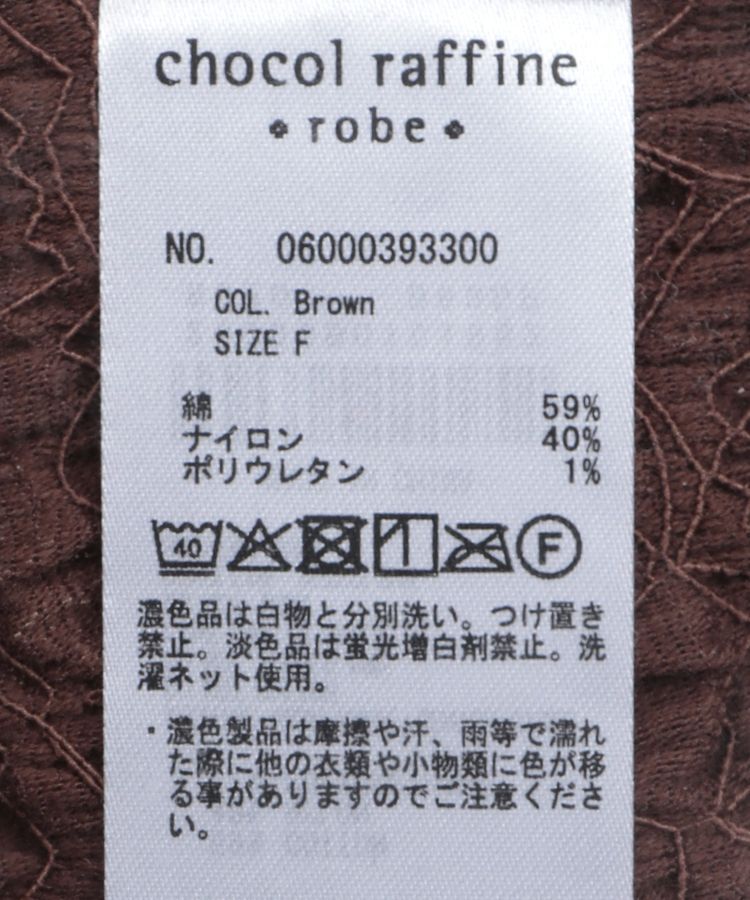 chocol raffine
robe
NO. 06000393300
COL. Brown
SIZE F
綿 59%
ナイロン 40%
ポリウレタン 1%
40 F
濃色品は白物と分別洗い。つけ置き
禁止。淡色品は蛍光増白剤禁止。洗
濯ネット使用。
・濃色製品は摩擦や汗、雨等で濡れ
た際に他の衣類や小物類に色が移
る事がありますのでご注意くださ
い。